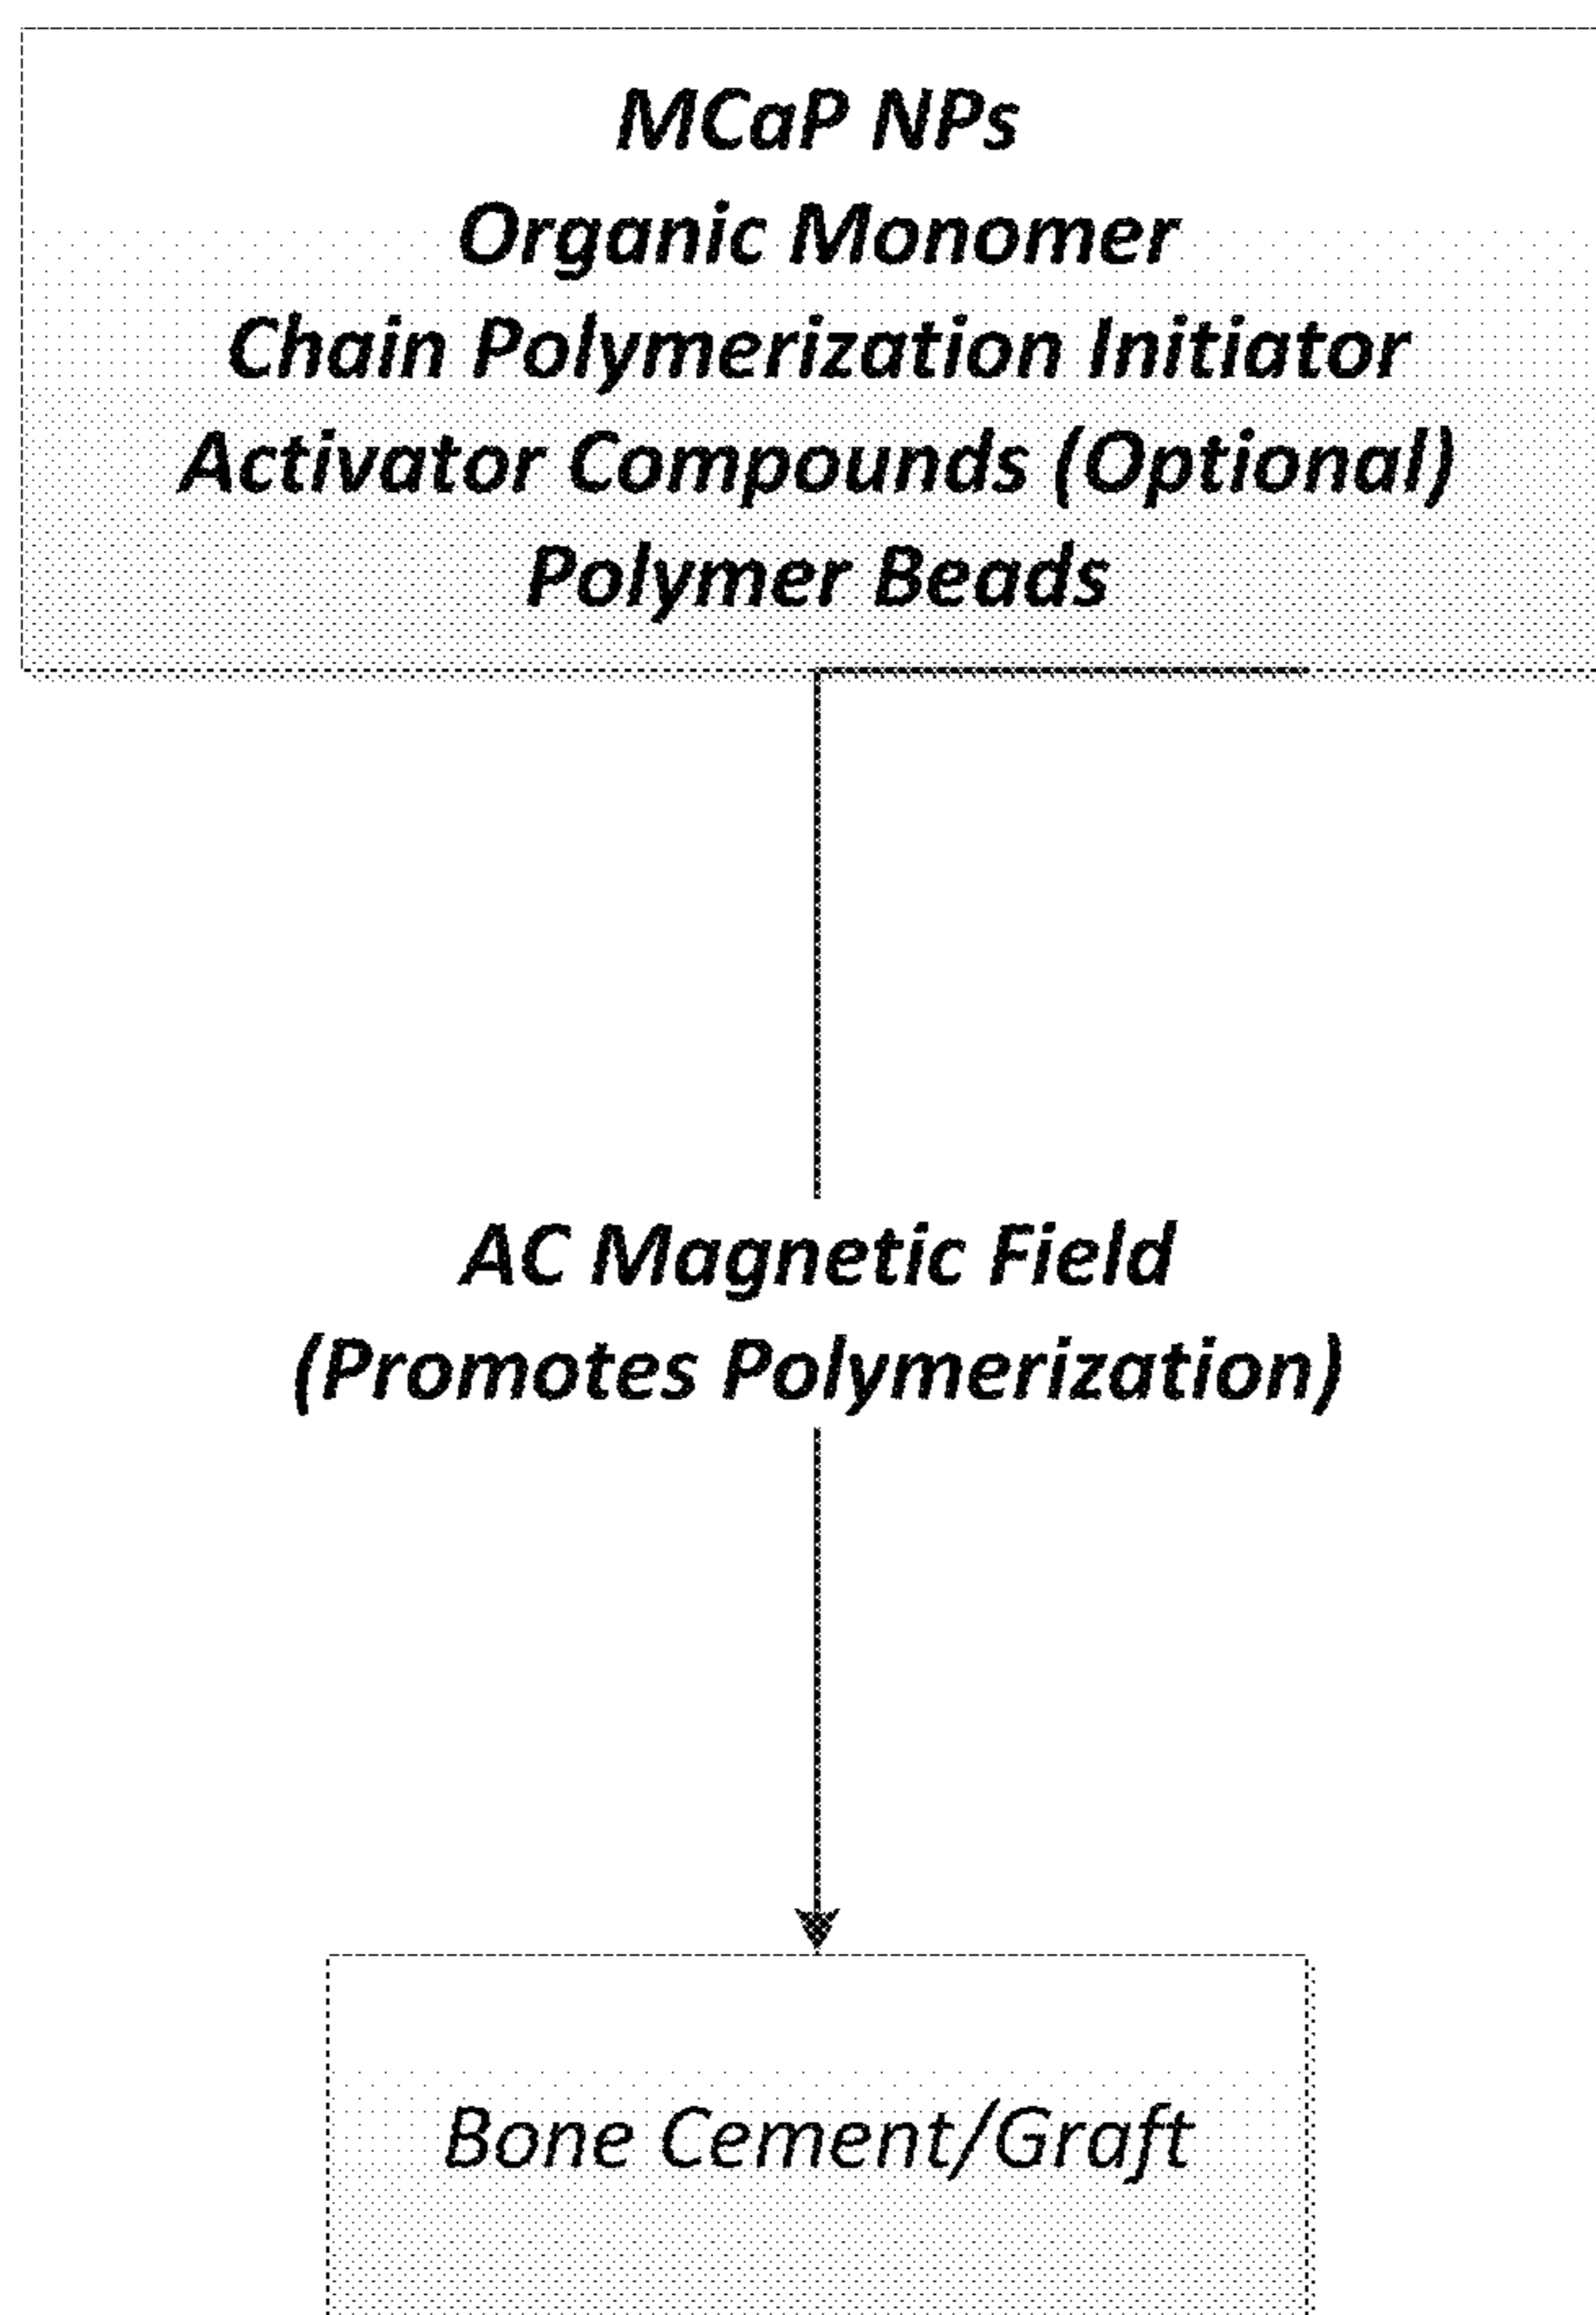 MCaP NPs
Organic Monomer
Chain Polymerization Initiator
Activator Compounds (Optional)
Polymer Beads
AC Magnetic Field
(Promotes Polymerization)
Bone Cement/Graft